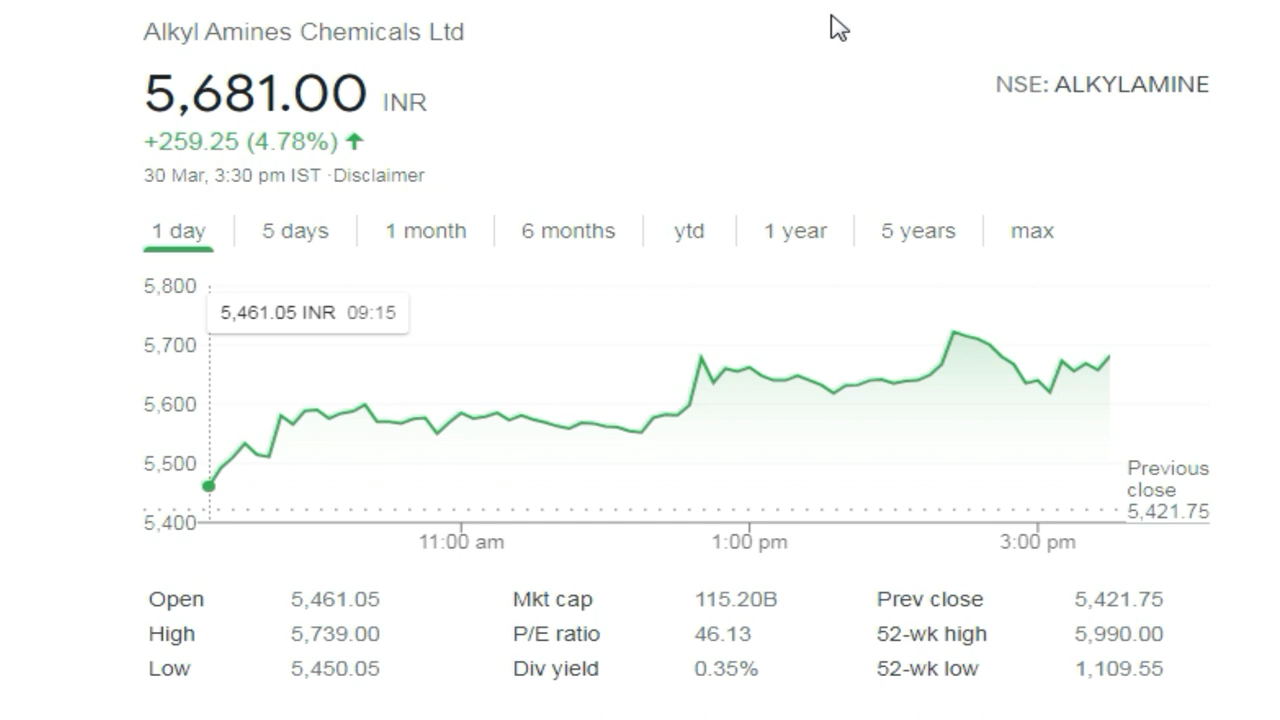 Alkyl Amines Chemicals Ltd
5,681.00 INR
NSE: ALKYLAMINE
+259.25 (4.78%)
30 Mar, 3:30 pm IST ·Disclaimer
1 day 5 days 1 month 6 months ytd 1 year 5 years max
5,800
5,461.05 INR 09:15
5,700
5,600
5,500
Previous
close
5,421.75
5,400
11:00 am 1:00 pm 3:00 pm
Open 5,461.05 Mkt cap 115.20B Prev close 5,421.75
High 5,739.00 P/E ratio 46.13 52-wk high 5,990.00
Low 5,450.05 Div yield 0.35% 52-wk low 1,109.55